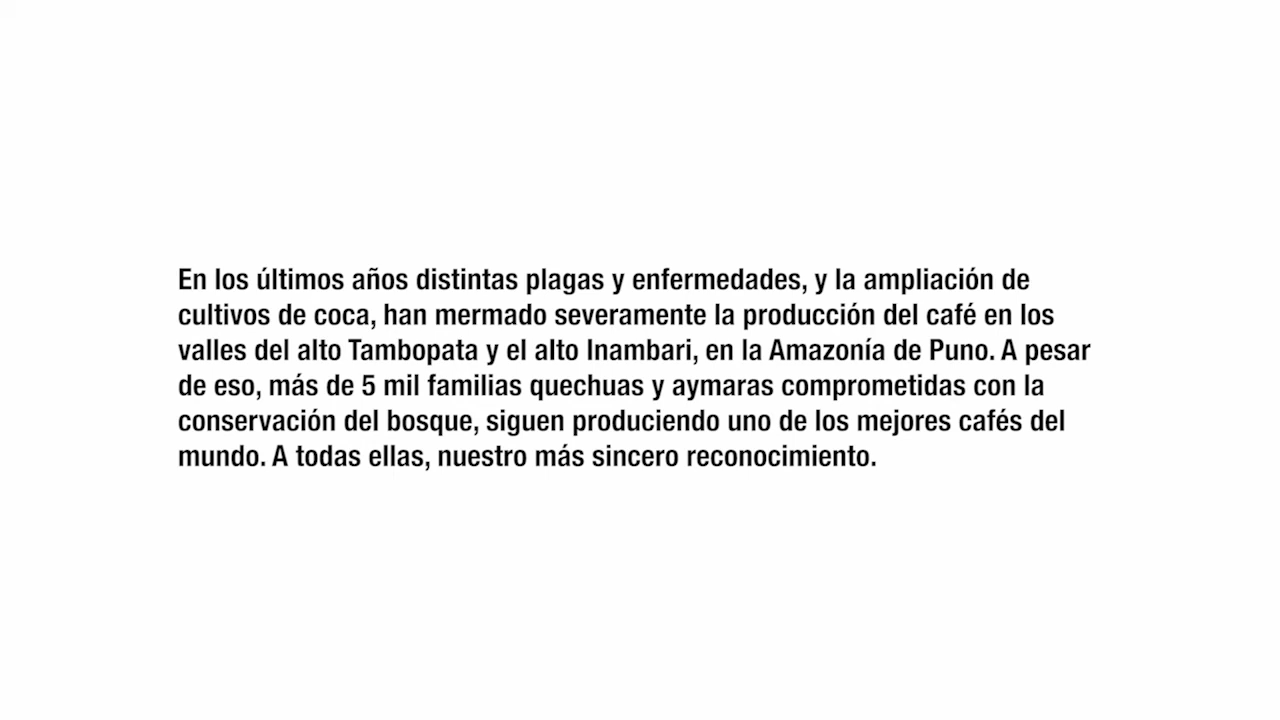 En los últimos años distintas plagas y enfermedades, y la ampliación de
cultivos de coca, han mermado severamente la producción del café en los
valles del alto Tambopata y el alto Inambari, en la Amazonía de Puno. A pesar
de eso, más de 5 mil familias quechuas y aymaras comprometidas con la
conservación del bosque, siguen produciendo uno de los mejores cafés del
mundo. A todas ellas, nuestro más sincero reconocimiento.